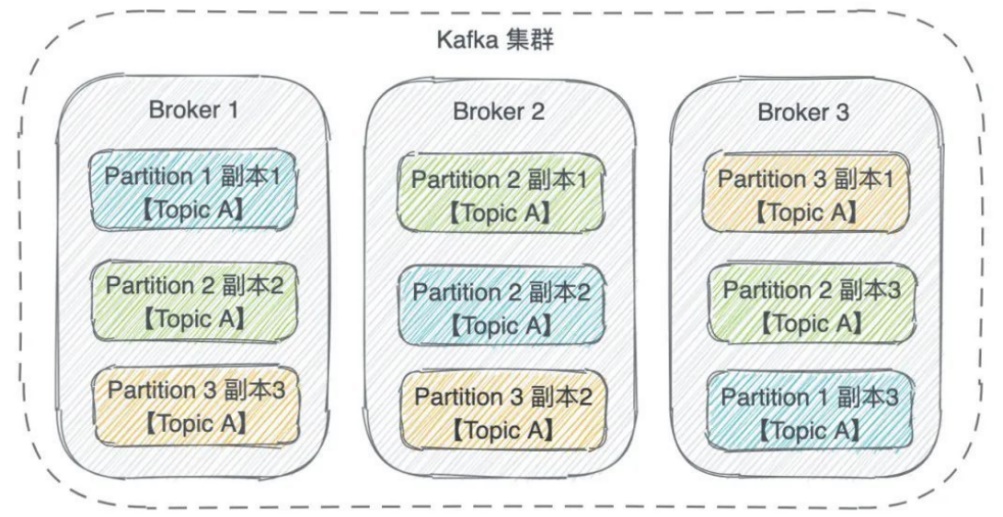 Kafka 集群
Broker 1
Partition 1 副本1
【Topic A】
Partition 2 副本2
【Topic A】
Partition 3 副本3
【Topic A】
Broker 2
Partition 2 副本1
【Topic A】
Partition 2 副本2
【Topic A】
Partition 3 副本2
【Topic A】
Broker 3
Partition 3 副本1
【Topic A】
Partition 2 副本3
【Topic A】
Partition 1 副本3
【Topic A】